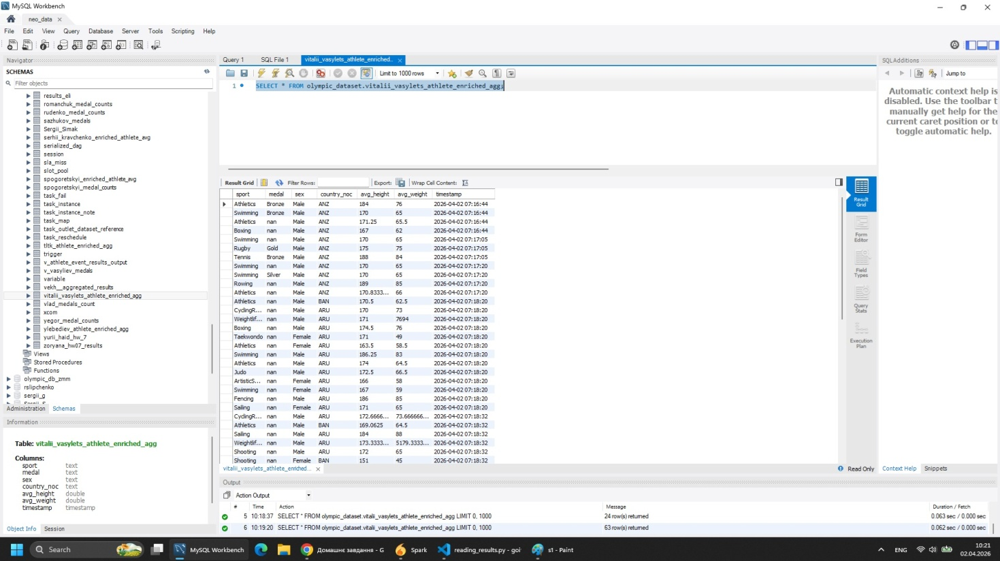 MySQL Workbench
neo_data
File Edit View Query Database Server Tools Scripting Help
Navigator
SCHEMAS
Filter objects
results_eli
romanchuk_medal_counts
rudenko_medal_counts
sazhukov_medals
Sergii_Simak
serhii_kravchenko_enriched_athlete_avg
serialized_dag
session
sla_miss
slot_pool
spogoretskyi_enriched_athlete_avg
spogoretskyi_medal_counts
task_fail
task_instance
task_instance_note
task_map
task_outlet_dataset_reference
task_reschedule
tltk_athlete_enriched_agg
trigger
v_athlete_event_results_output
v_vasyliev_medals
variable
vekh__aggregated_results
vitalii_vasylets_athlete_enriched_agg
vlad_medals_count
xcom
yegor_medal_counts
ylebediev_athlete_enriched_agg
yurii_haid_hw_7
zoryana_hw07_results
Views
Stored Procedures
Functions
olympic_db_zmm
rslipchenko
sergii_g
Administration Schemas
Information
Table: vitalii_vasylets_athlete_enriched_agg
Columns:
sport text
medal text
sex text
country_noc text
avg_height double
avg_weight double
timestamp timestamp
Object Info Session
Query 1 SQL File 1 vitalii_vasylets_athlete_enriched..
Limit to 1000 rows
1 SELECT * FROM olympic_dataset.vitalii_vasylets_athlete_enriched_agg;
Result Grid Filter Rows: Export: Wrap Cell Content:
sport medal sex country_noc avg_height avg_weight timestamp
Athletics Bronze Male ANZ 184 76 2026-04-02 07:16:44
Swimming Bronze Male ANZ 170 65 2026-04-02 07:16:44
Athletics nan Male ANZ 171.25 65.5 2026-04-02 07:16:44
Boxing nan Male ANZ 167 62 2026-04-02 07:16:44
Swimming nan Male ANZ 170 65 2026-04-02 07:17:05
Rugby Gold Male ANZ 175 75 2026-04-02 07:17:05
Tennis Bronze Male ANZ 188 84 2026-04-02 07:17:05
Swimming nan Male ANZ 170 65 2026-04-02 07:17:20
Swimming Silver Male ANZ 170 65 2026-04-02 07:17:20
Rowing nan Male ANZ 189 85 2026-04-02 07:17:20
Athletics nan Male ANZ 170.8333... 66 2026-04-02 07:17:20
Athletics nan Male BAN 170.5 62.5 2026-04-02 07:18:20
CyclingR... nan Male ARU 170 73 2026-04-02 07:18:20
Weightlif... nan Male ARU 171 7694 2026-04-02 07:18:20
Boxing nan Male ARU 174.5 76 2026-04-02 07:18:20
Taekwondo nan Female ARU 171 49 2026-04-02 07:18:20
Athletics nan Female ARU 163.5 58.5 2026-04-02 07:18:20
Swimming nan Male ARU 186.25 83 2026-04-02 07:18:20
Athletics nan Male ARU 174 64.5 2026-04-02 07:18:20
Judo nan Male ARU 172.5 66.5 2026-04-02 07:18:20
ArtisticS... nan Female ARU 166 58 2026-04-02 07:18:20
Swimming nan Female ARU 167 59 2026-04-02 07:18:20
Fencing nan Male ARU 186 85 2026-04-02 07:18:20
Sailing nan Female ARU 171 65 2026-04-02 07:18:20
CyclingR... nan Male ARU 172.6666... 73.666666... 2026-04-02 07:18:32
Athletics nan Male BAN 169.0625 64.5 2026-04-02 07:18:32
Sailing nan Male ARU 184 88 2026-04-02 07:18:32
Weightlif... nan Male ARU 173.3333... 5179.3333... 2026-04-02 07:18:32
Shooting nan Male ARU 172 65 2026-04-02 07:18:32
Shooting nan Female BAN 151 45 2026-04-02 07:18:32
Result Grid
Form Editor
Field Types
Query Stats
Execution Plan
vitalii_vasylets_athlete_enriched... Read Only
Output
Action Output
# Time Action Message Duration / Fetch
5 10:18:37 SELECT * FROM olympic_dataset.vitalii_vasylets_athlete_enriched_agg LIMIT 0, 1000 24 row(s) returned 0.063 sec / 0.000 sec
6 10:19:20 SELECT * FROM olympic_dataset.vitalii_vasylets_athlete_enriched_agg LIMIT 0, 1000 63 row(s) returned 0.062 sec / 0.000 sec
SQLAdditions
Jump to
Automatic context help is
disabled. Use the toolbar t
manually get help for the
current caret position or to
toggle automatic help.
Context Help Snippets
Search MySQL Workbench Домашнє завдання - G Spark reading_results.py - goi s1 - Paint ENG 10:21
02.04.2026